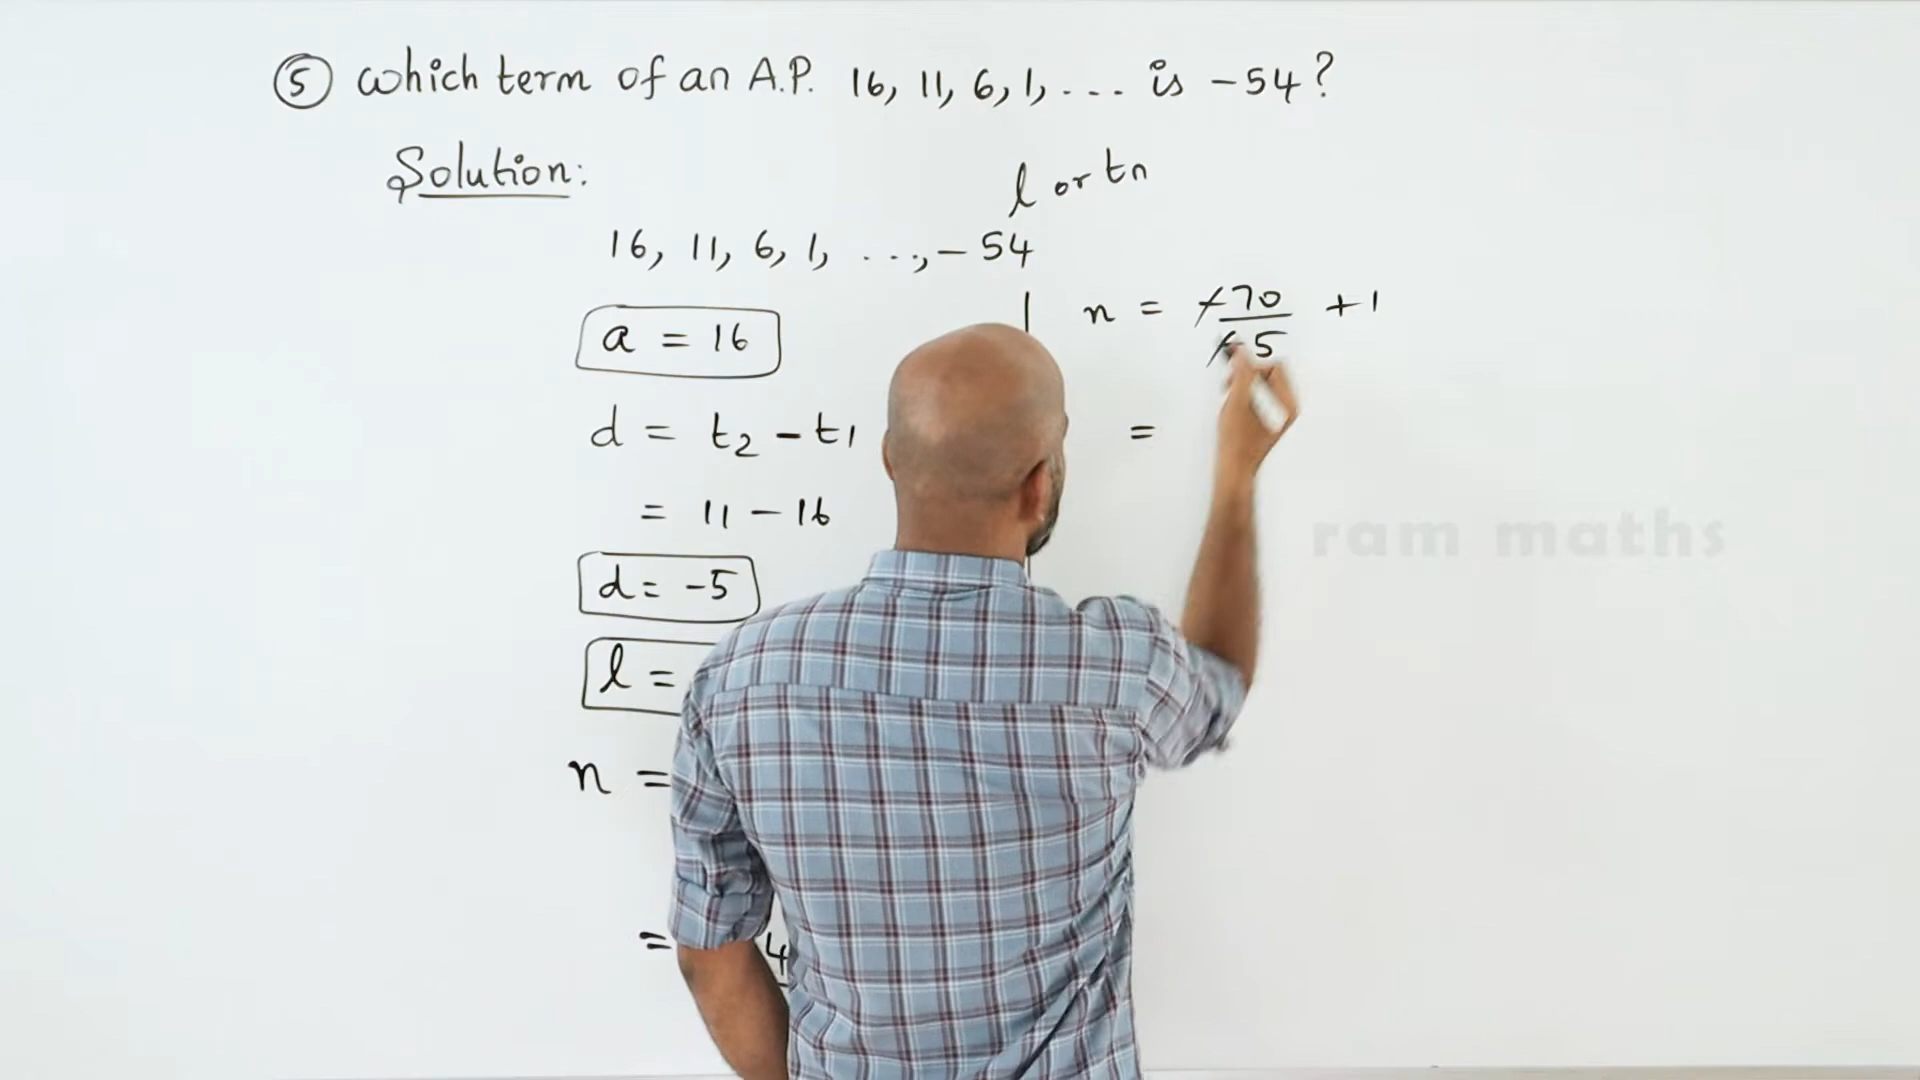 ⑤ Which term of an A.P. 16, 11, 6, 1, . . . is -54?
Solution:
l or tn
16, 11, 6, 1, . . ., - 54
a = 16
d = t2 - t1
= 11 - 16
d = -5
l =
n =
=
n = -70/-5 + 1
=
ram maths